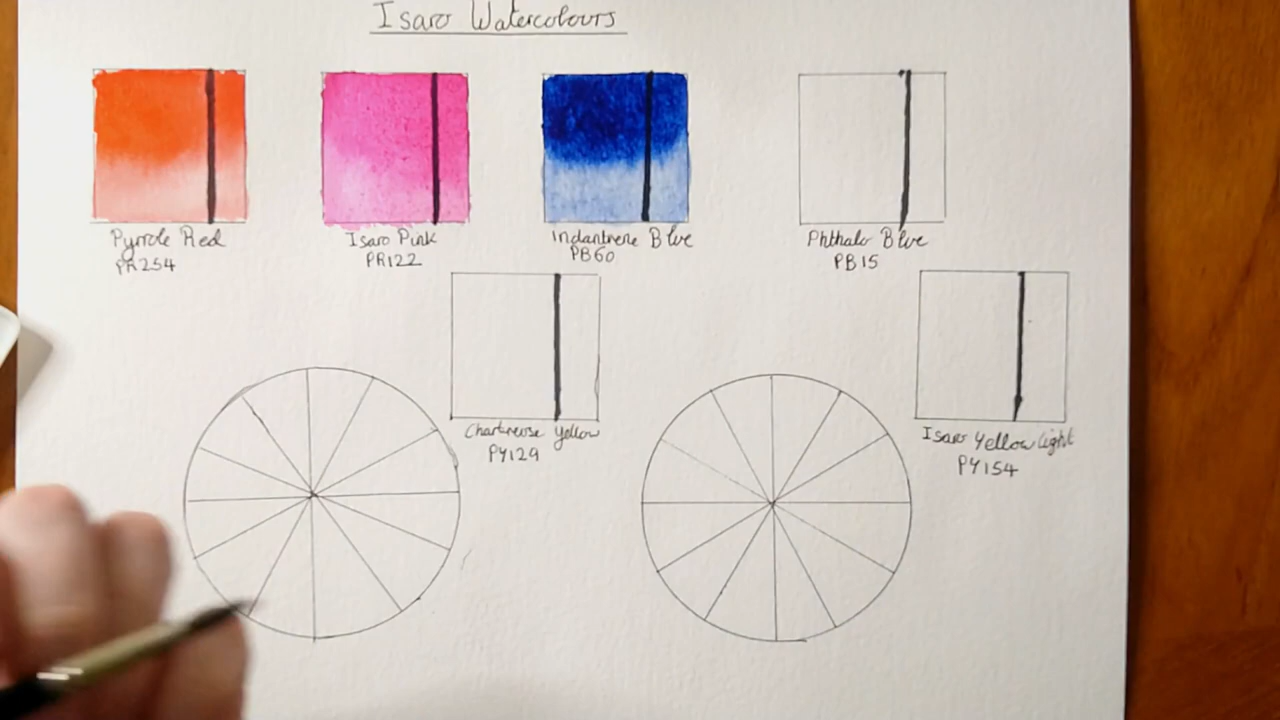 Isaro Watercolours
Pyrrole Red
PR254
Isaro Pink
PR122
Indantrene Blue
PB60
Phthalo Blue
PB15
Chartreuse Yellow
PY129
Isaro Yellow Light
PY154